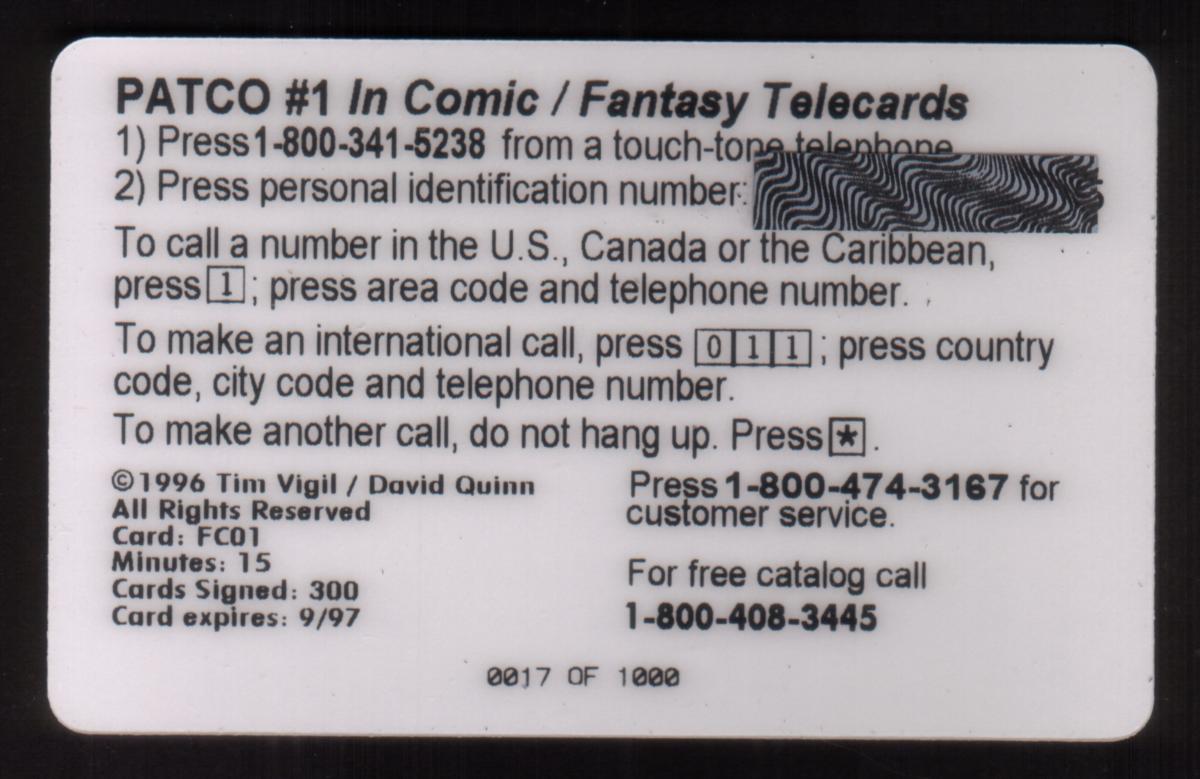 PATCO #1 In Comic / Fantasy Telecards
1) Press 1-800-341-5238 from a touch-tone telephone.
2) Press personal identification number:
To call a number in the U.S., Canada or the Caribbean,
press 1 ; press area code and telephone number.
To make an international call, press 0 1 1 ; press country
code, city code and telephone number.
To make another call, do not hang up. Press * .
©1996 Tim Vigil / David Quinn
All Rights Reserved
Card: FC01
Minutes: 15
Cards Signed: 300
Card expires: 9/97
Press 1-800-474-3167 for
customer service.
For free catalog call
1-800-408-3445
0017 OF 1000